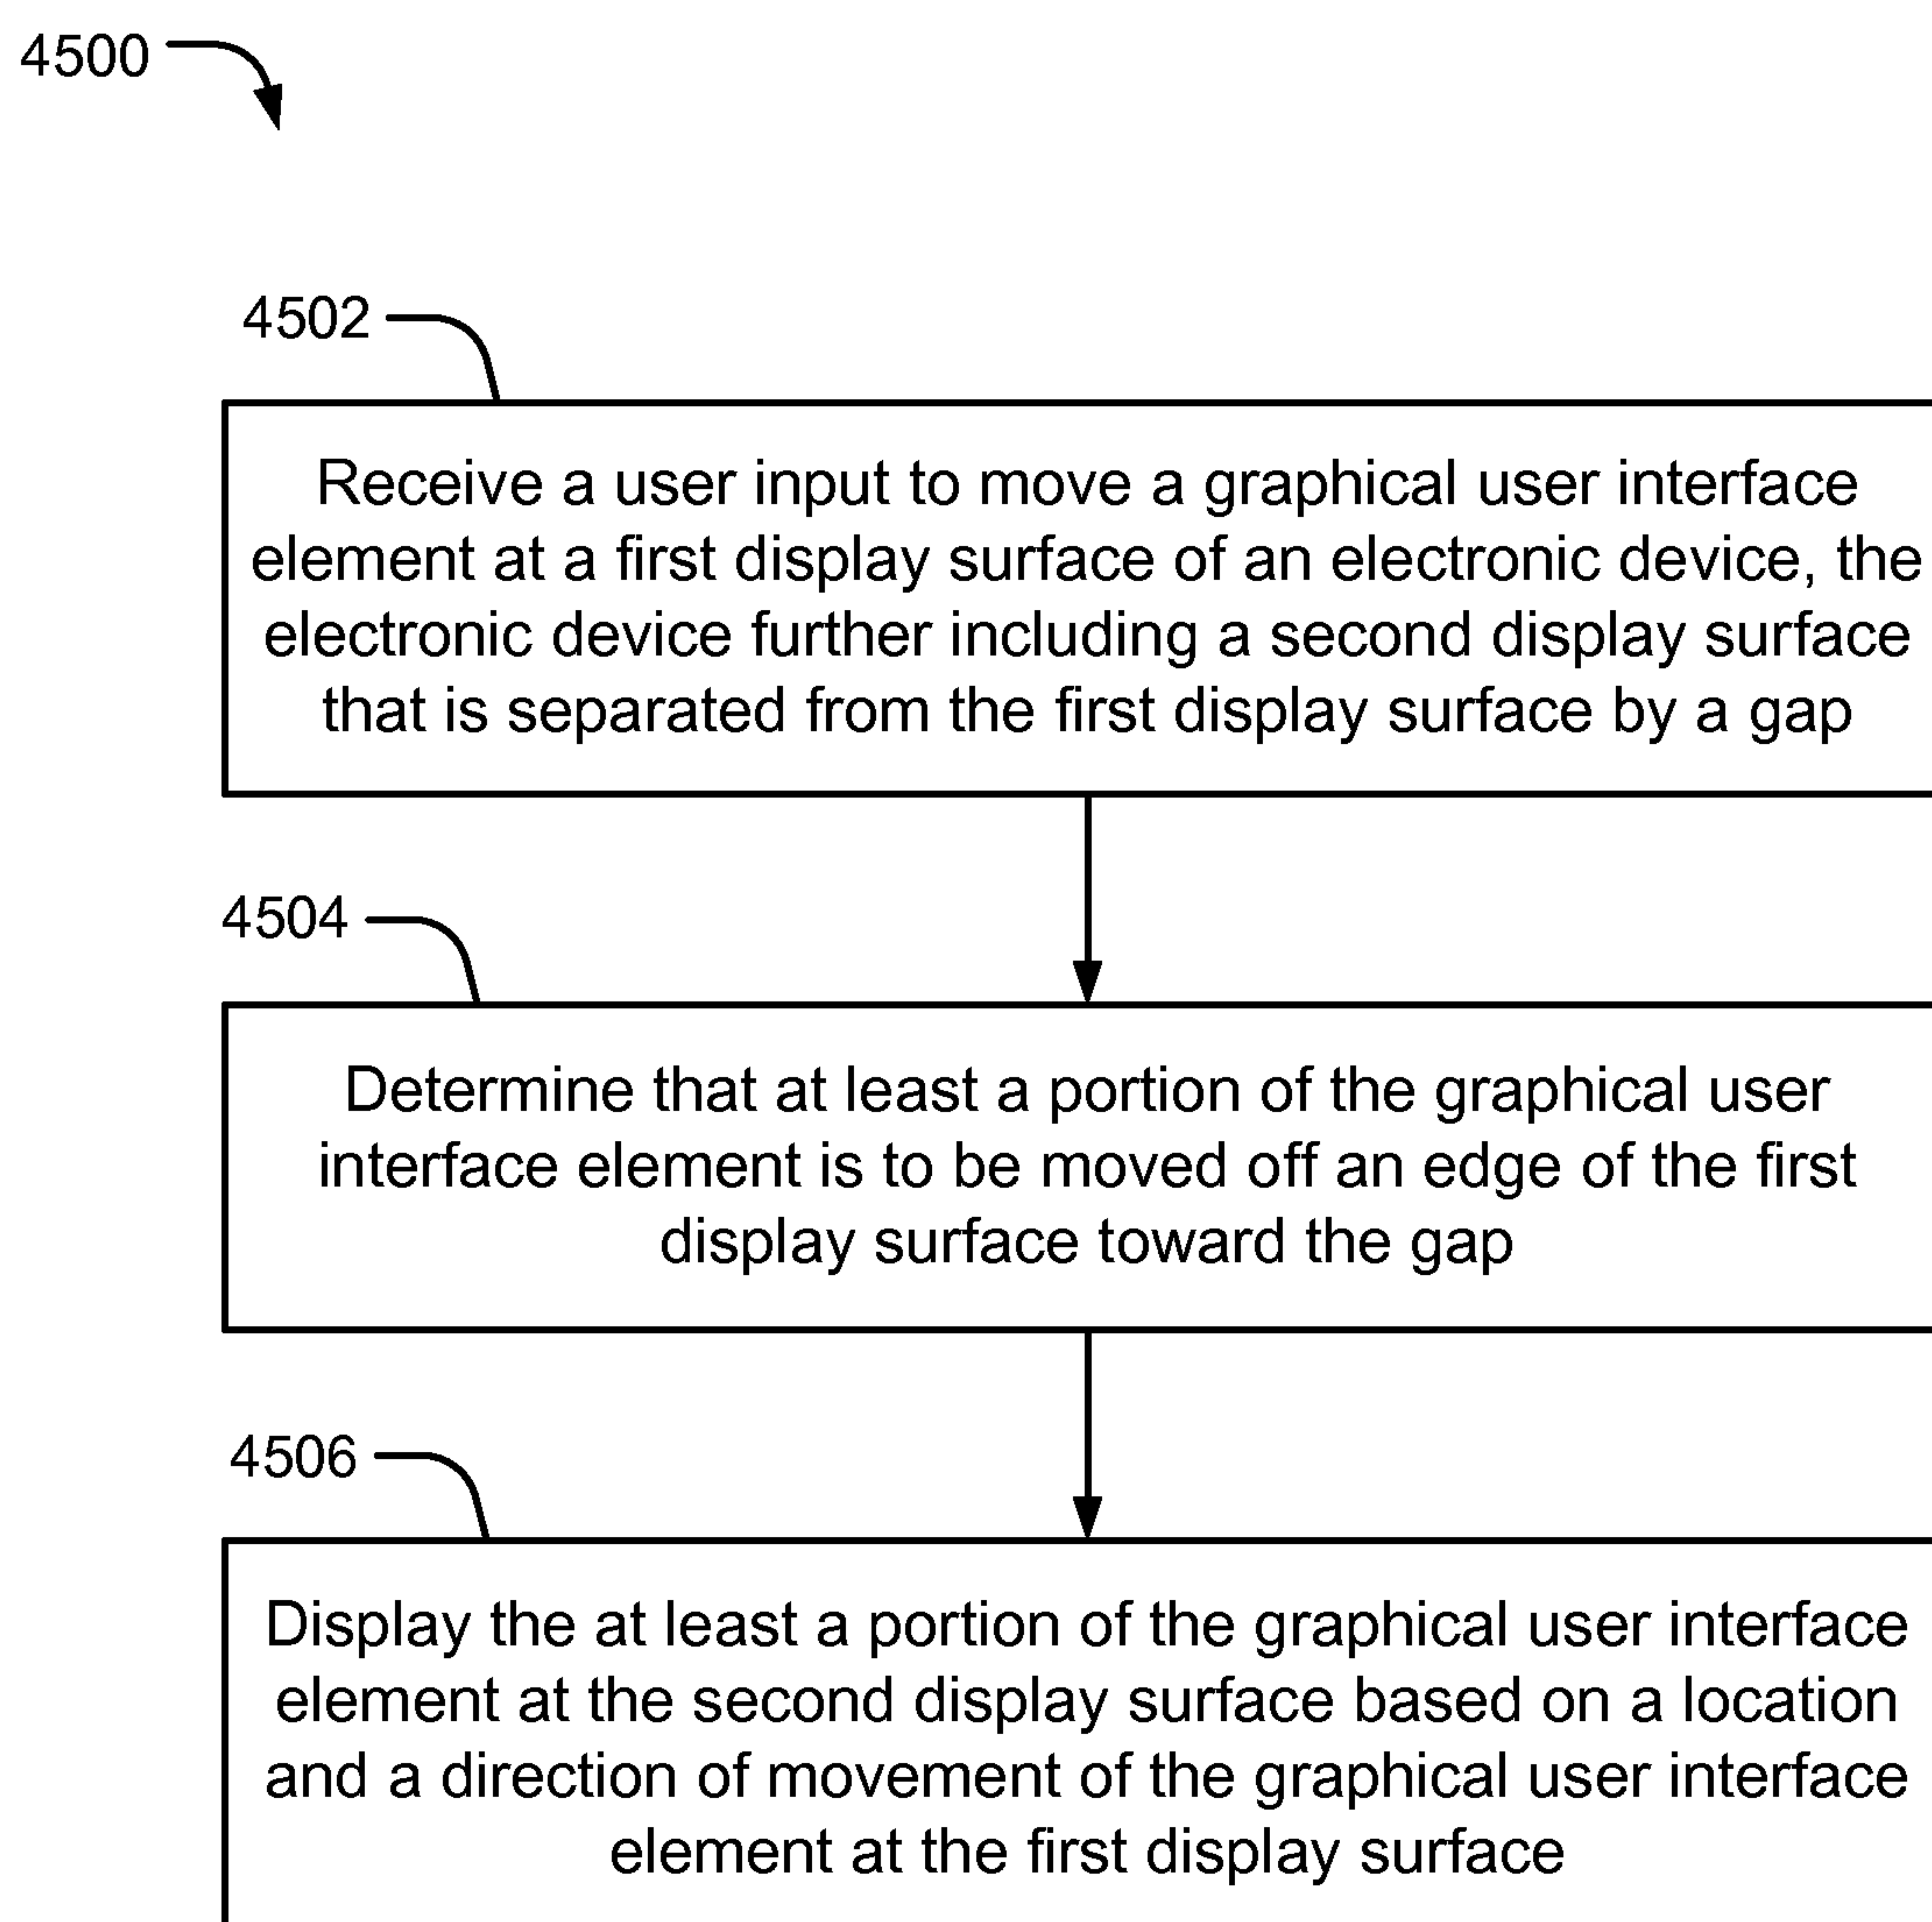 4500
4502
Receive a user input to move a graphical user interface
element at a first display surface of an electronic device, the
electronic device further including a second display surface
that is separated from the first display surface by a gap
4504
Determine that at least a portion of the graphical user
interface element is to be moved off an edge of the first
display surface toward the gap
4506
Display the at least a portion of the graphical user interface
element at the second display surface based on a location
and a direction of movement of the graphical user interface
element at the first display surface